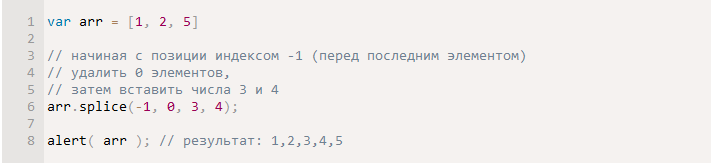 1 var arr = [1, 2, 5]
2
3 // начиная с позиции индексом -1 (перед последним элементом)
4 // удалить 0 элементов,
5 // затем вставить числа 3 и 4
6 arr.splice(-1, 0, 3, 4);
7
8 alert( arr ); // результат: 1,2,3,4,5